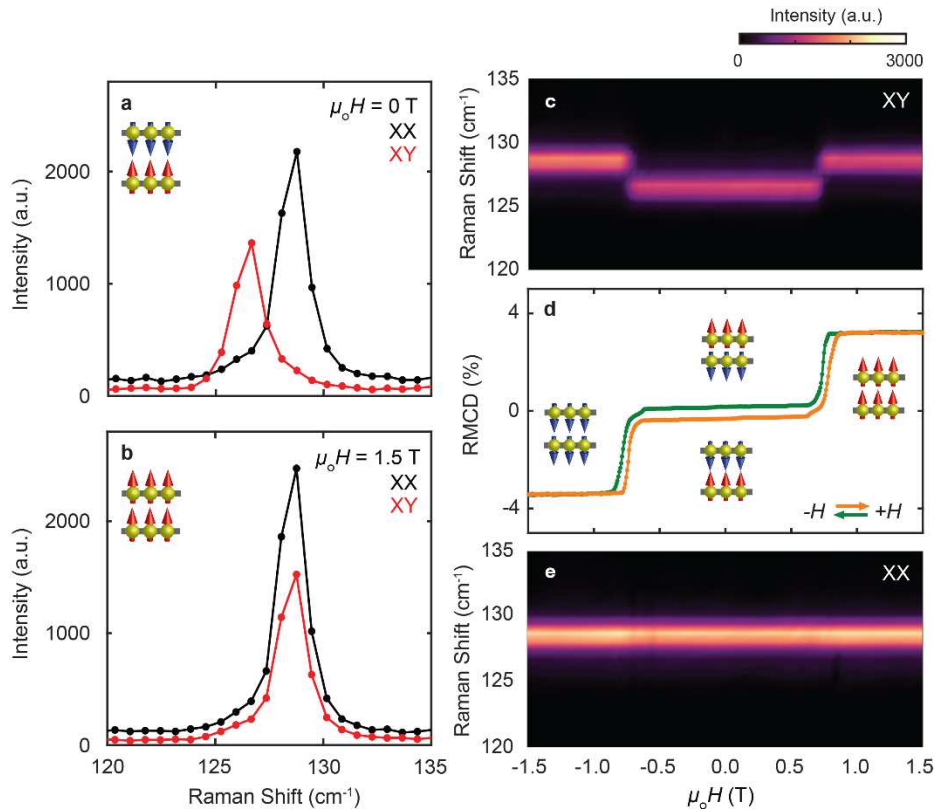 Intensity (a.u.)
0 3000
a
μₒH = 0 T
XX
XY
Intensity (a.u.)
2000
1000
0
b
μₒH = 1.5 T
XX
XY
Intensity (a.u.)
2000
1000
0
120 125 130 135
Raman Shift (cm⁻¹)
c
XY
Raman Shift (cm⁻¹)
135
130
125
120
d
RMCD (%)
4
0
-4
-H +H
e
XX
Raman Shift (cm⁻¹)
135
130
125
120
-1.5 -1.0 -0.5 0.0 0.5 1.0 1.5
μₒH (T)